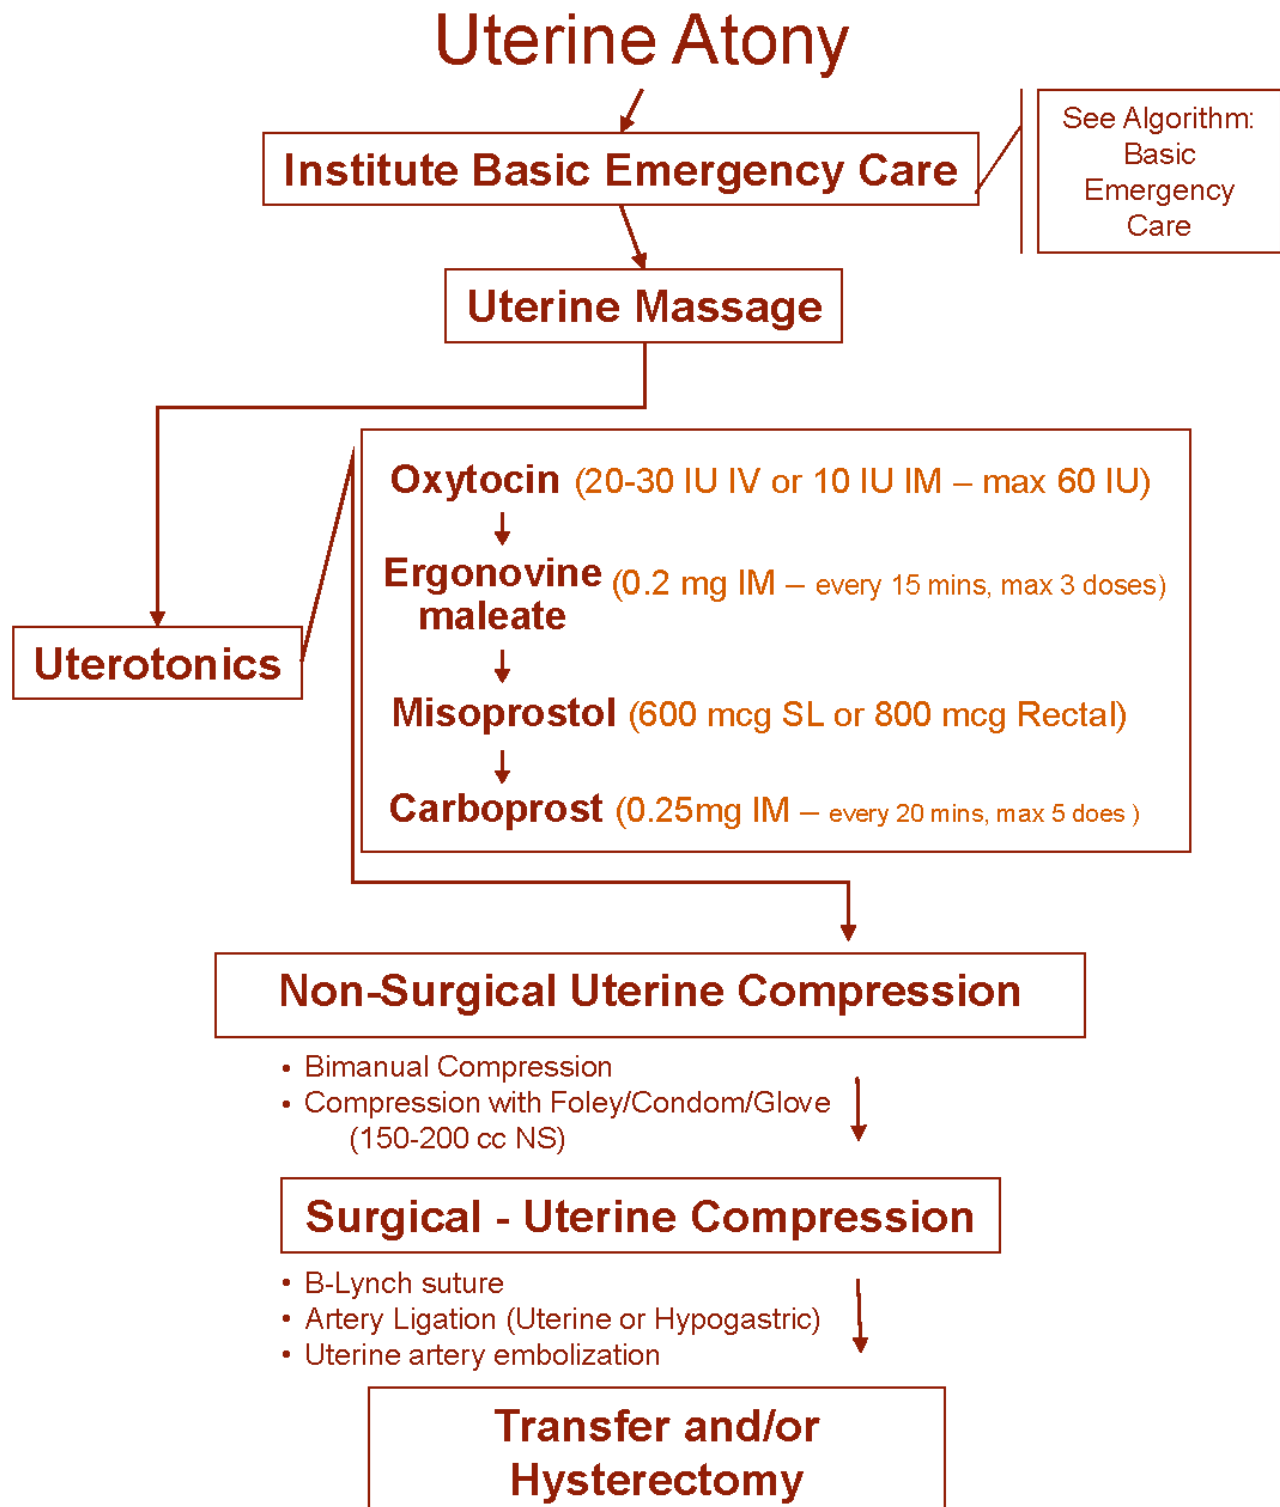 Uterine Atony
Institute Basic Emergency Care
See Algorithm:
Basic
Emergency
Care
Uterine Massage
Uterotonics
Oxytocin (20-30 IU IV or 10 IU IM – max 60 IU)
Ergonovine
maleate
(0.2 mg IM – every 15 mins, max 3 doses)
Misoprostol (600 mcg SL or 800 mcg Rectal)
Carboprost (0.25mg IM – every 20 mins, max 5 does )
Non-Surgical Uterine Compression
• Bimanual Compression
• Compression with Foley/Condom/Glove
(150-200 cc NS)
Surgical - Uterine Compression
• B-Lynch suture
• Artery Ligation (Uterine or Hypogastric)
• Uterine artery embolization
Transfer and/or
Hysterectomy